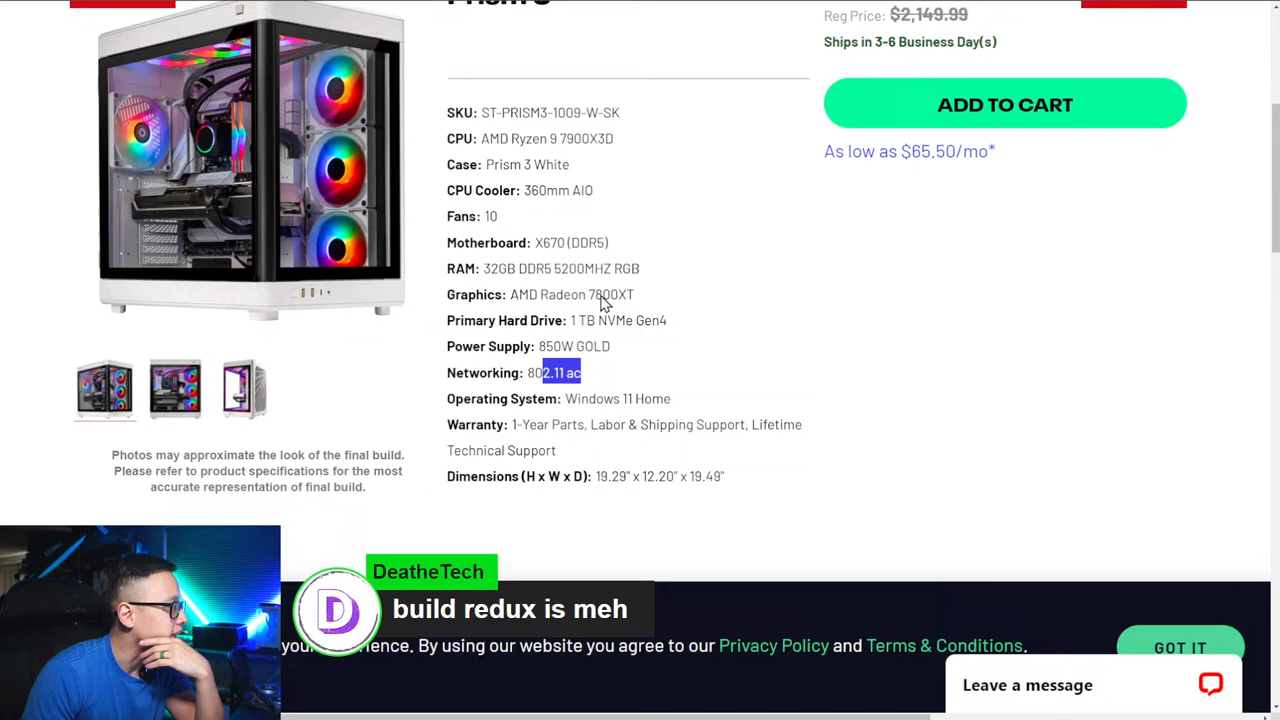 Prism 3
Reg Price: $2,149.99
Ships in 3-6 Business Day(s)
ADD TO CART
As low as $65.50/mo*
SKU: ST-PRISM3-1009-W-SK
CPU: AMD Ryzen 9 7900X3D
Case: Prism 3 White
CPU Cooler: 360mm AIO
Fans: 10
Motherboard: X670 (DDR5)
RAM: 32GB DDR5 5200MHZ RGB
Graphics: AMD Radeon 7800XT
Primary Hard Drive: 1 TB NVMe Gen4
Power Supply: 850W GOLD
Networking: 802.11 ac
Operating System: Windows 11 Home
Warranty: 1-Year Parts, Labor & Shipping Support, Lifetime
Technical Support
Dimensions (H x W x D): 19.29" x 12.20" x 19.49"
Photos may approximate the look of the final build.
Please refer to product specifications for the most
accurate representation of final build.
DeatheTech
build redux is meh
By using our website you agree to our Privacy Policy and Terms & Conditions.
GOT IT
Leave a message